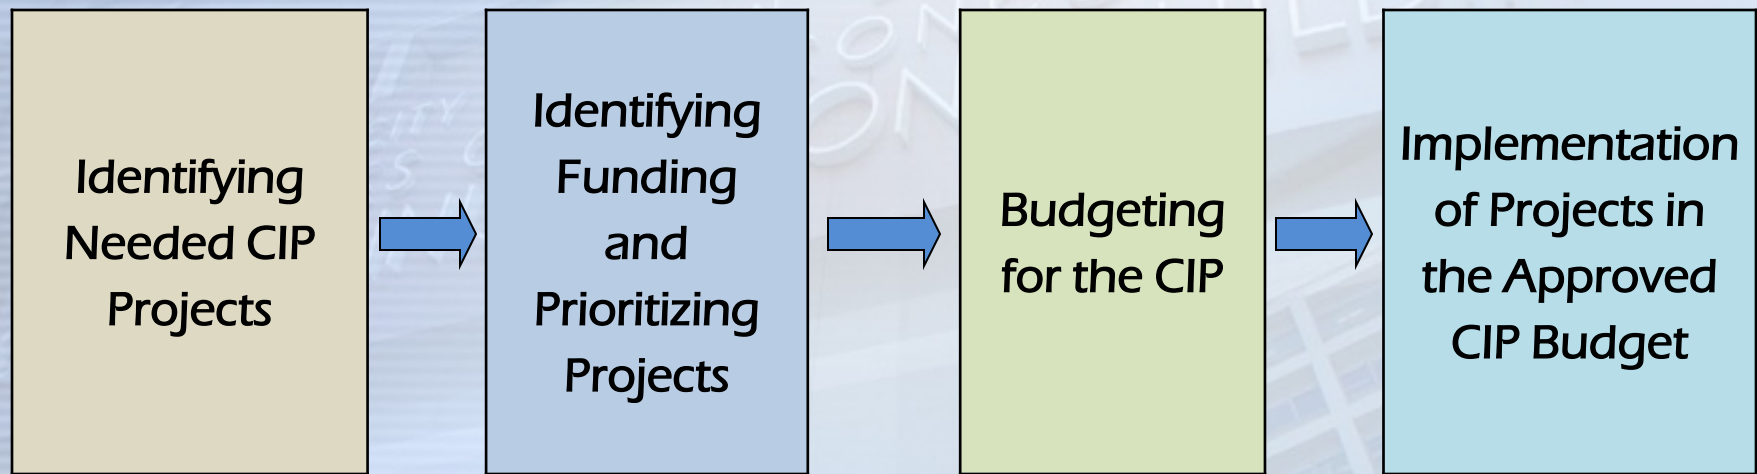 Identifying
Needed CIP
Projects
Identifying
Funding
and
Prioritizing
Projects
Budgeting
for the CIP
Implementation
of Projects in
the Approved
CIP Budget